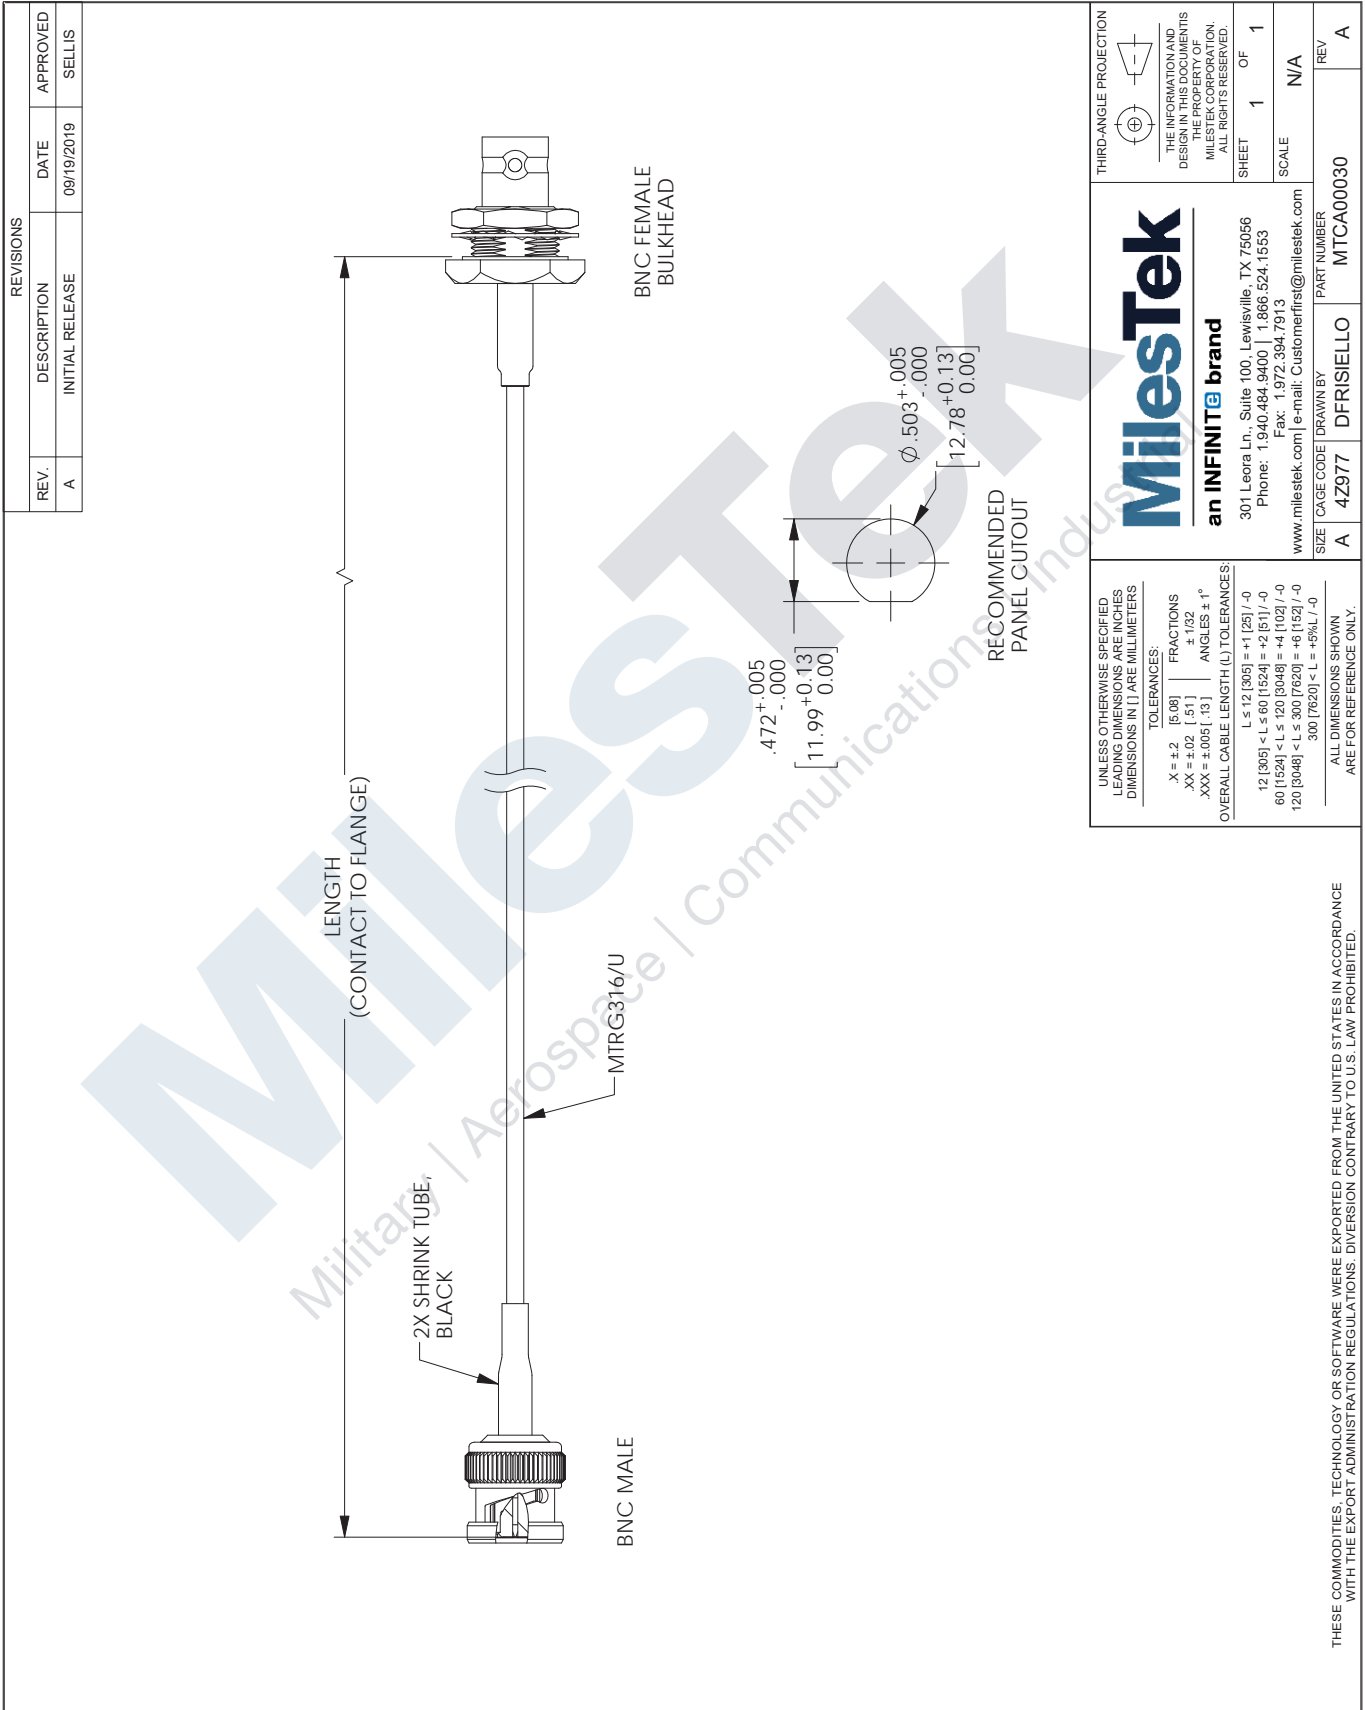 REVISIONS
REV. DESCRIPTION DATE APPROVED
A INITIAL RELEASE 09/19/2019 SELLIS
LENGTH
(CONTACT TO FLANGE)
2X SHRINK TUBE,
BLACK
MTRG316/U
BNC MALE
BNC FEMALE
BULKHEAD
.472 +.005
-.000
[11.99 +0.13
0.00]
Ø .503 +.005
-.000
[12.78 +0.13
0.00]
RECOMMENDED
PANEL CUTOUT
MilesTek
Military | Aerospace | Communications | Industrial
UNLESS OTHERWISE SPECIFIED
LEADING DIMENSIONS ARE INCHES
DIMENSIONS IN [ ] ARE MILLIMETERS
TOLERANCES:
.X = ±.2 [5.08] FRACTIONS
.XX = ±.02 [.51] ± 1/32
.XXX = ±.005 [.13] ANGLES ± 1°
OVERALL CABLE LENGTH (L) TOLERANCES:
L ≤ 12 [305] = +1 [25] / -0
12 [305] < L ≤ 60 [1524] = +2 [51] / -0
60 [1524] < L ≤ 120 [3048] = +4 [102] / -0
120 [3048] < L ≤ 300 [7620] = +6 [152] / -0
300 [7620] < L = +5%L / -0
ALL DIMENSIONS SHOWN
ARE FOR REFERENCE ONLY.
MilesTek
an INFINITe brand
301 Leora Ln., Suite 100, Lewisville, TX 75056
Phone: 1.940.484.9400 | 1.866.524.1553
Fax: 1.972.394.7913
www.milestek.com | e-mail: Customerfirst@milestek.com
THIRD-ANGLE PROJECTION
THE INFORMATION AND
DESIGN IN THIS DOCUMENT IS
THE PROPERTY OF
MILESTEK CORPORATION.
ALL RIGHTS RESERVED.
SHEET 1 OF 1
SCALE N/A
SIZE A
CAGE CODE 4Z977
DRAWN BY DFRISIELLO
PART NUMBER MTCA00030
REV A
THESE COMMODITIES, TECHNOLOGY OR SOFTWARE WERE EXPORTED FROM THE UNITED STATES IN ACCORDANCE
WITH THE EXPORT ADMINISTRATION REGULATIONS. DIVERSION CONTRARY TO U.S. LAW PROHIBITED.